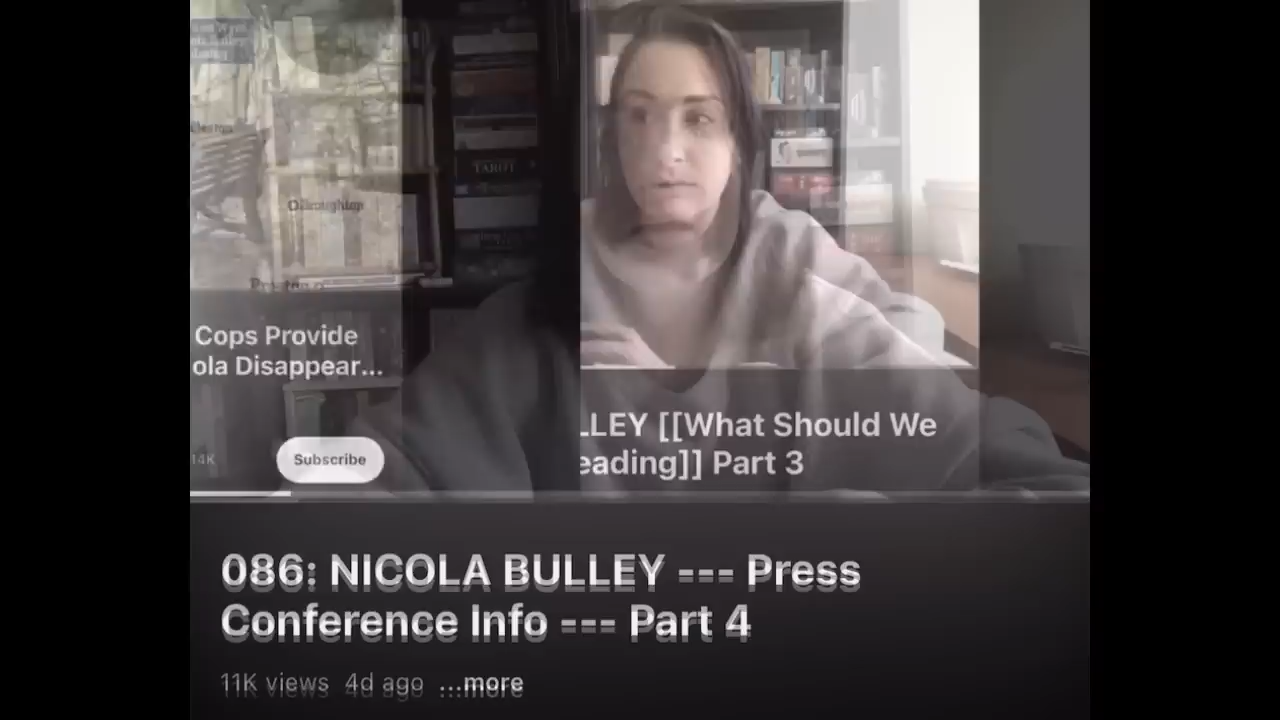 TAROT
Cops Provide
ola Disappear...
14K
Subscribe
LLEY [[What Should We
eading]] Part 3
086: NICOLA BULLEY --- Press
Conference Info --- Part 4
11K views 4d ago ...more